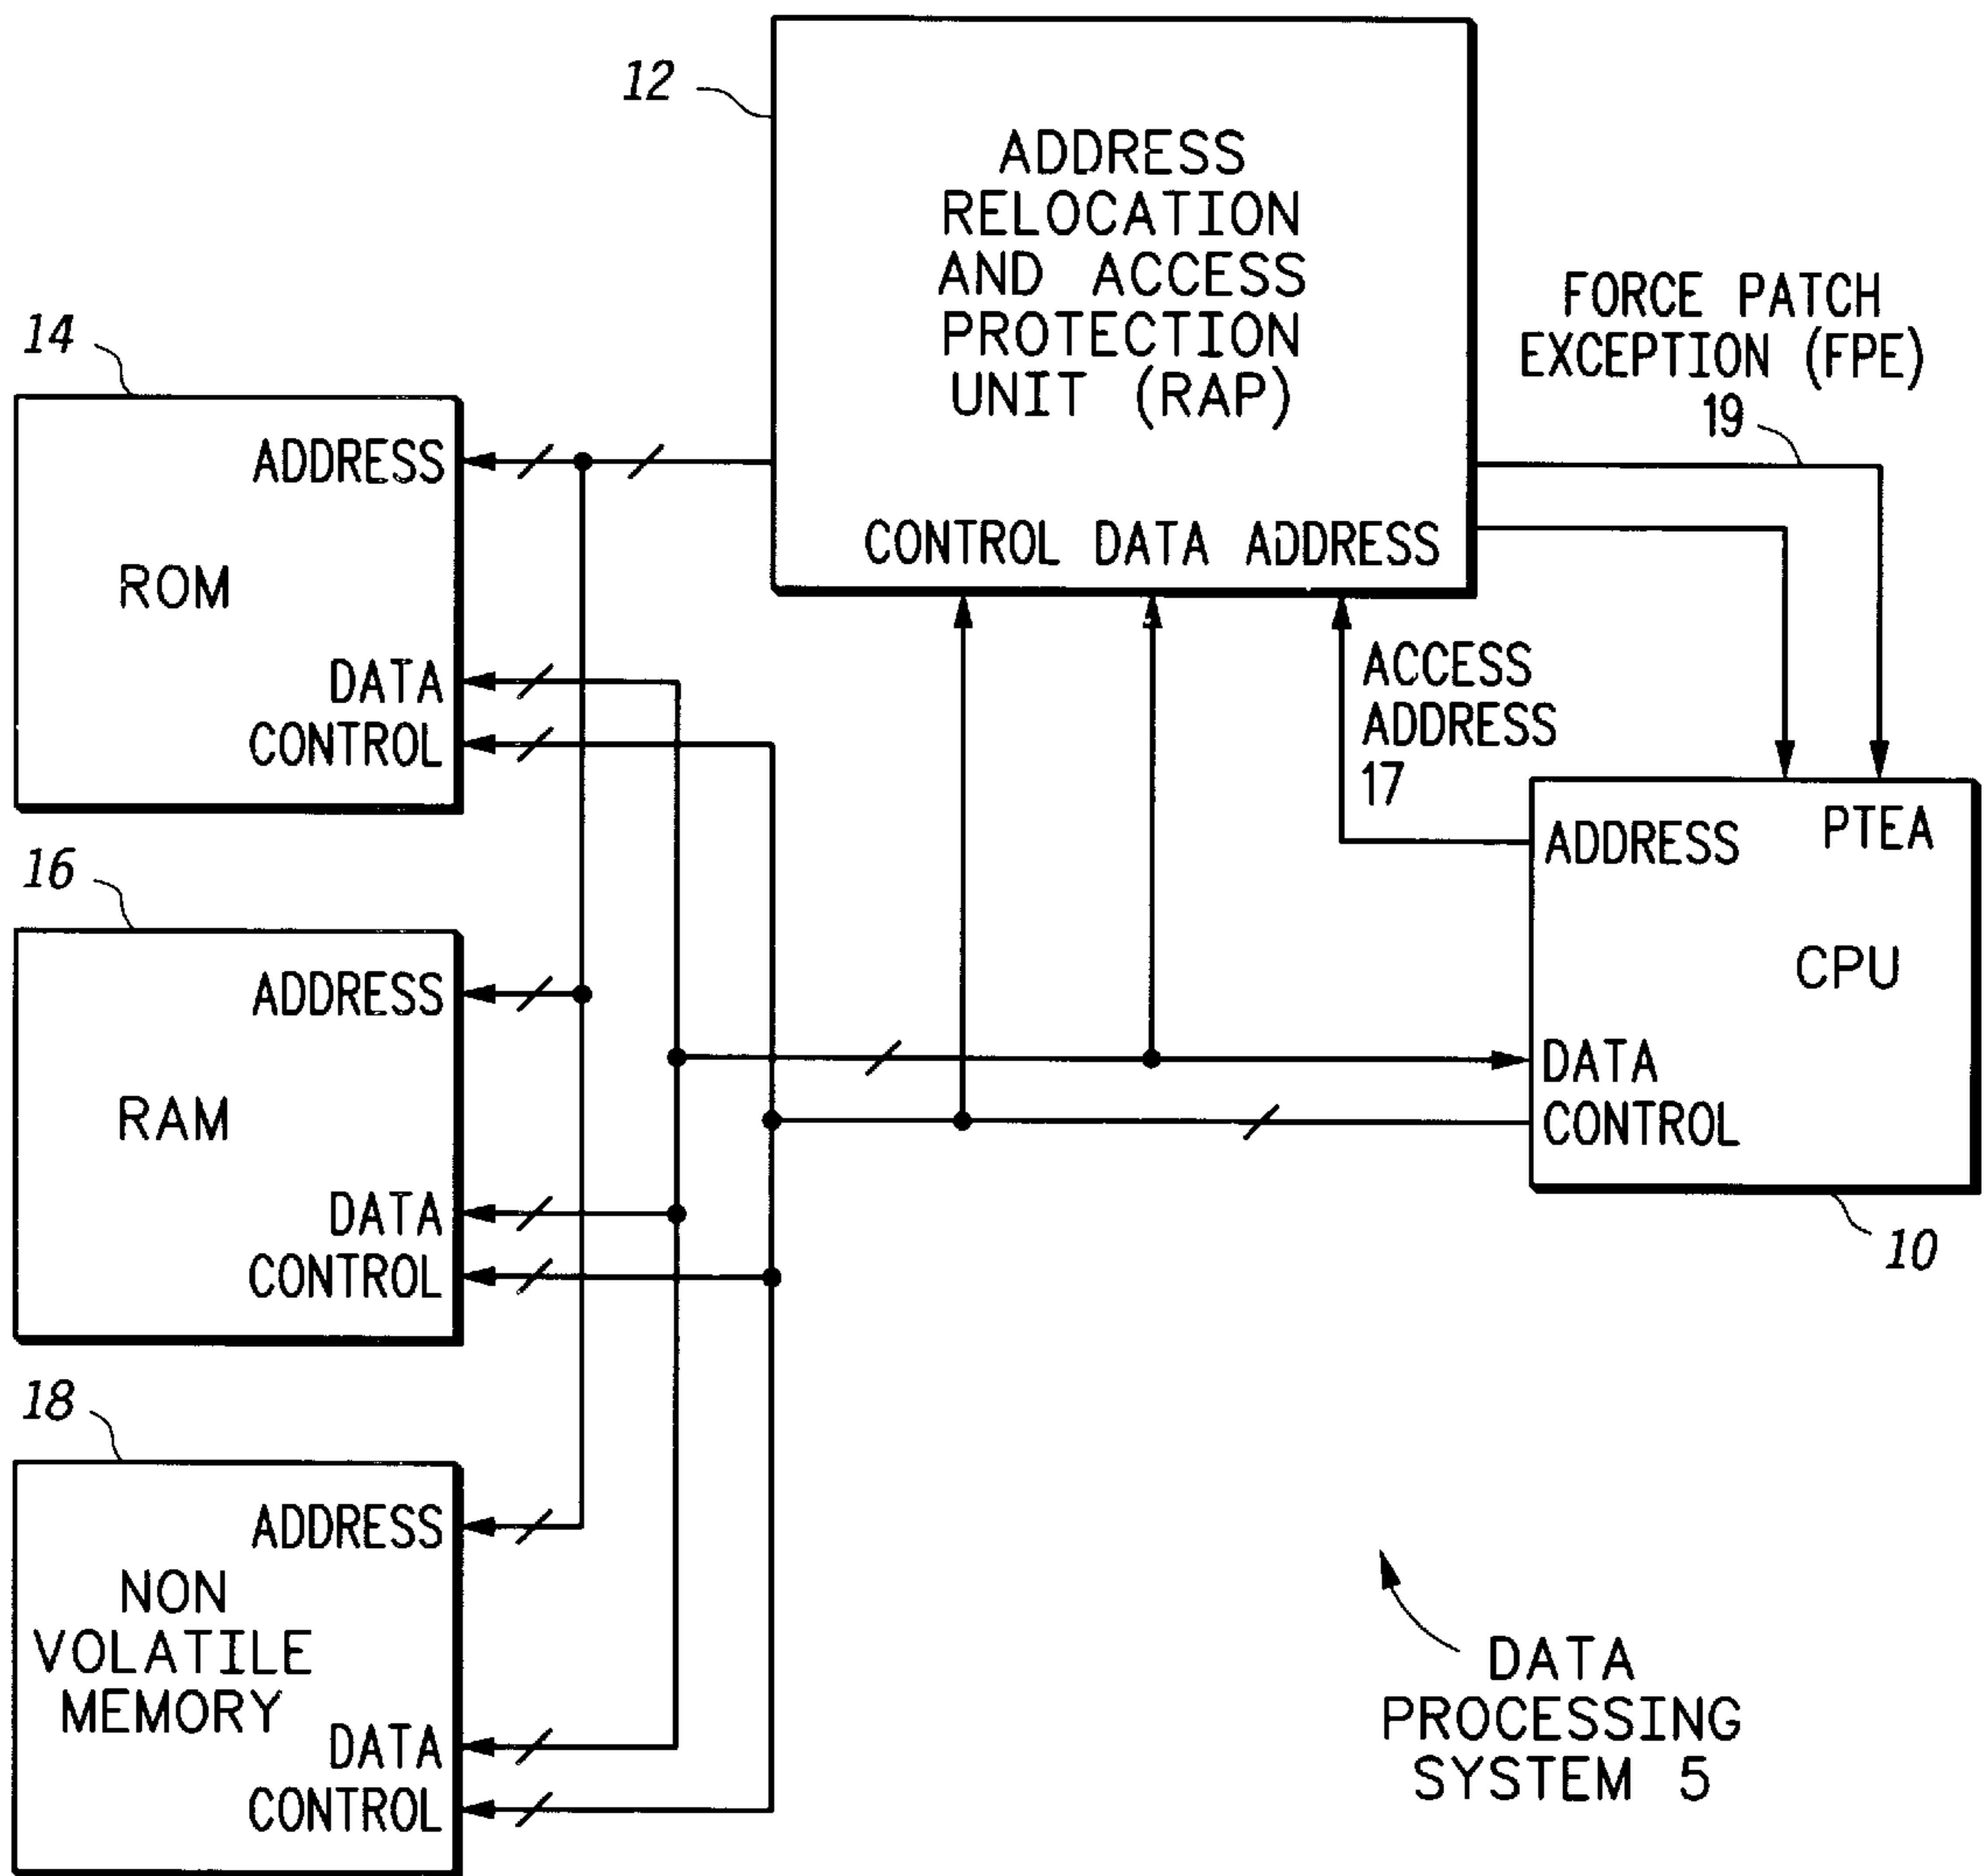 12
ADDRESS
RELOCATION
AND ACCESS
PROTECTION
UNIT (RAP)
CONTROL DATA ADDRESS
FORCE PATCH
EXCEPTION (FPE)
19
14
ADDRESS
ROM
DATA
CONTROL
ACCESS
ADDRESS
17
ADDRESS PTEA
CPU
DATA
CONTROL
10
16
ADDRESS
RAM
DATA
CONTROL
18
ADDRESS
NON
VOLATILE
MEMORY
DATA
CONTROL
DATA
PROCESSING
SYSTEM 5